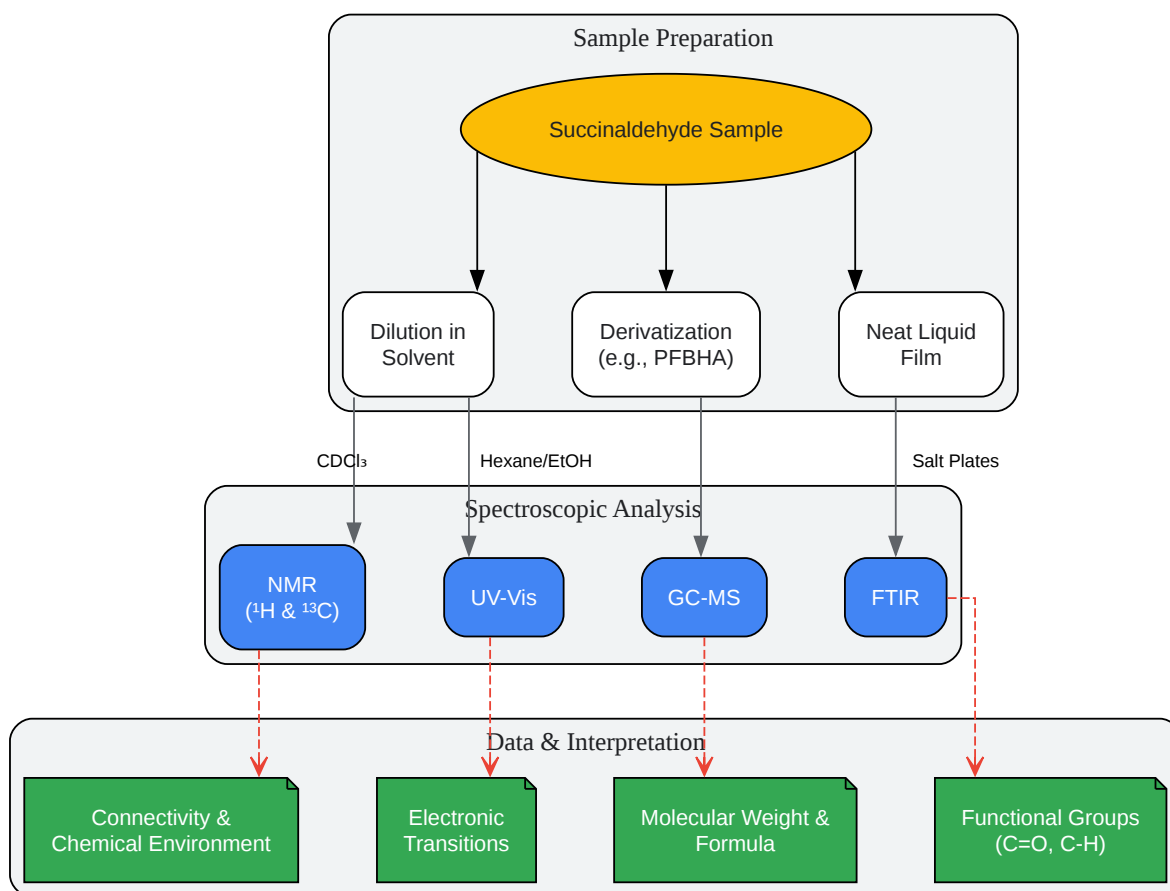 Sample Preparation
Succinaldehyde Sample
Dilution in
Solvent
Derivatization
(e.g., PFBHA)
Neat Liquid
Film
CDCl₃
Hexane/EtOH
Salt Plates
Spectroscopic Analysis
NMR
(¹H & ¹³C)
UV-Vis
GC-MS
FTIR
Data & Interpretation
Connectivity &
Chemical Environment
Electronic
Transitions
Molecular Weight &
Formula
Functional Groups
(C=O, C-H)